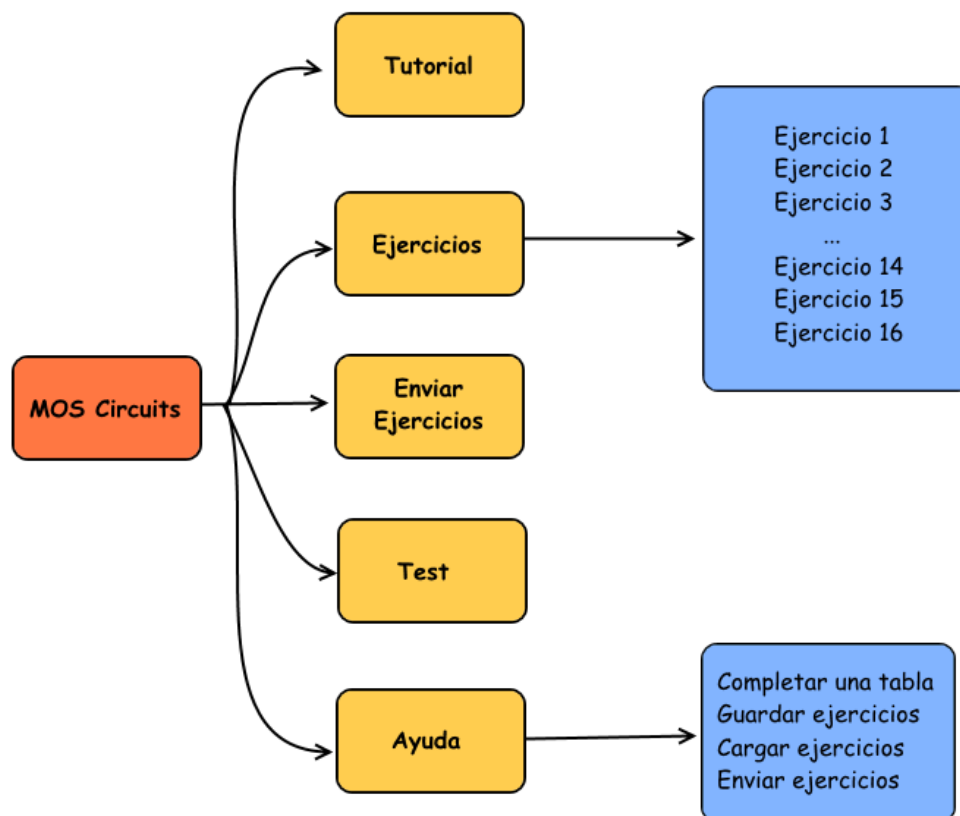 Tutorial
Ejercicio 1
Ejercicio 2
Ejercicio 3
...
Ejercicio 14
Ejercicio 15
Ejercicio 16
Ejercicios
MOS Circuits
Enviar
Ejercicios
Test
Ayuda
Completar una tabla
Guardar ejercicios
Cargar ejercicios
Enviar ejercicios